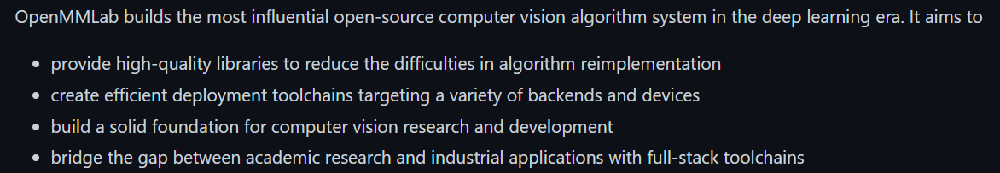 OpenMMLab builds the most influential open-source computer vision algorithm system in the deep learning era. It aims to
• provide high-quality libraries to reduce the difficulties in algorithm reimplementation
• create efficient deployment toolchains targeting a variety of backends and devices
• build a solid foundation for computer vision research and development
• bridge the gap between academic research and industrial applications with full-stack toolchains